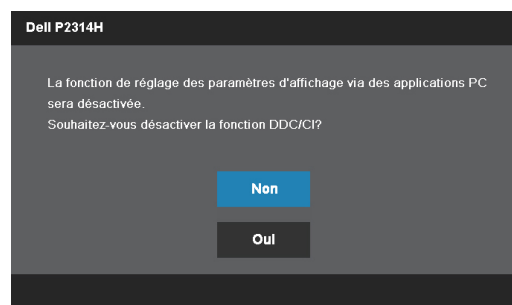 Dell P2314H
La fonction de réglage des paramètres d'affichage via des applications PC
sera désactivée.
Souhaitez-vous désactiver la fonction DDC/CI?
Non
Oui